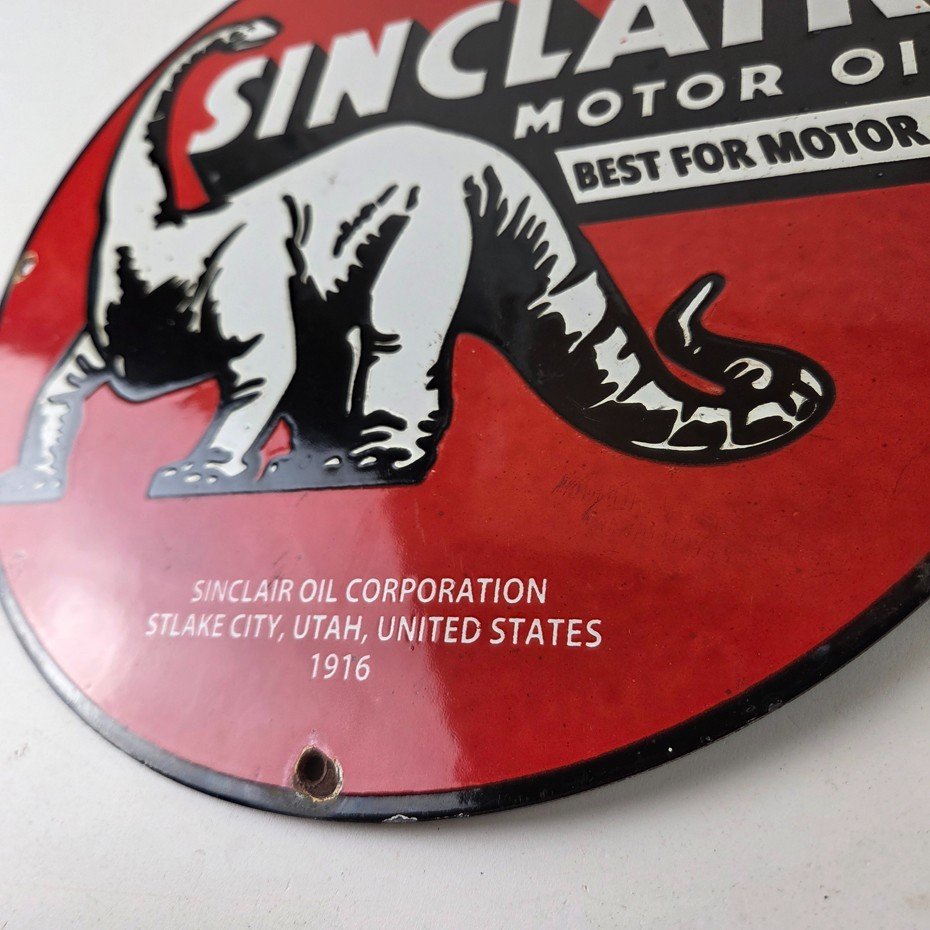 SINCLAIR
MOTOR OI
BEST FOR MOTOR
SINCLAIR OIL CORPORATION
STLAKE CITY, UTAH, UNITED STATES
1916